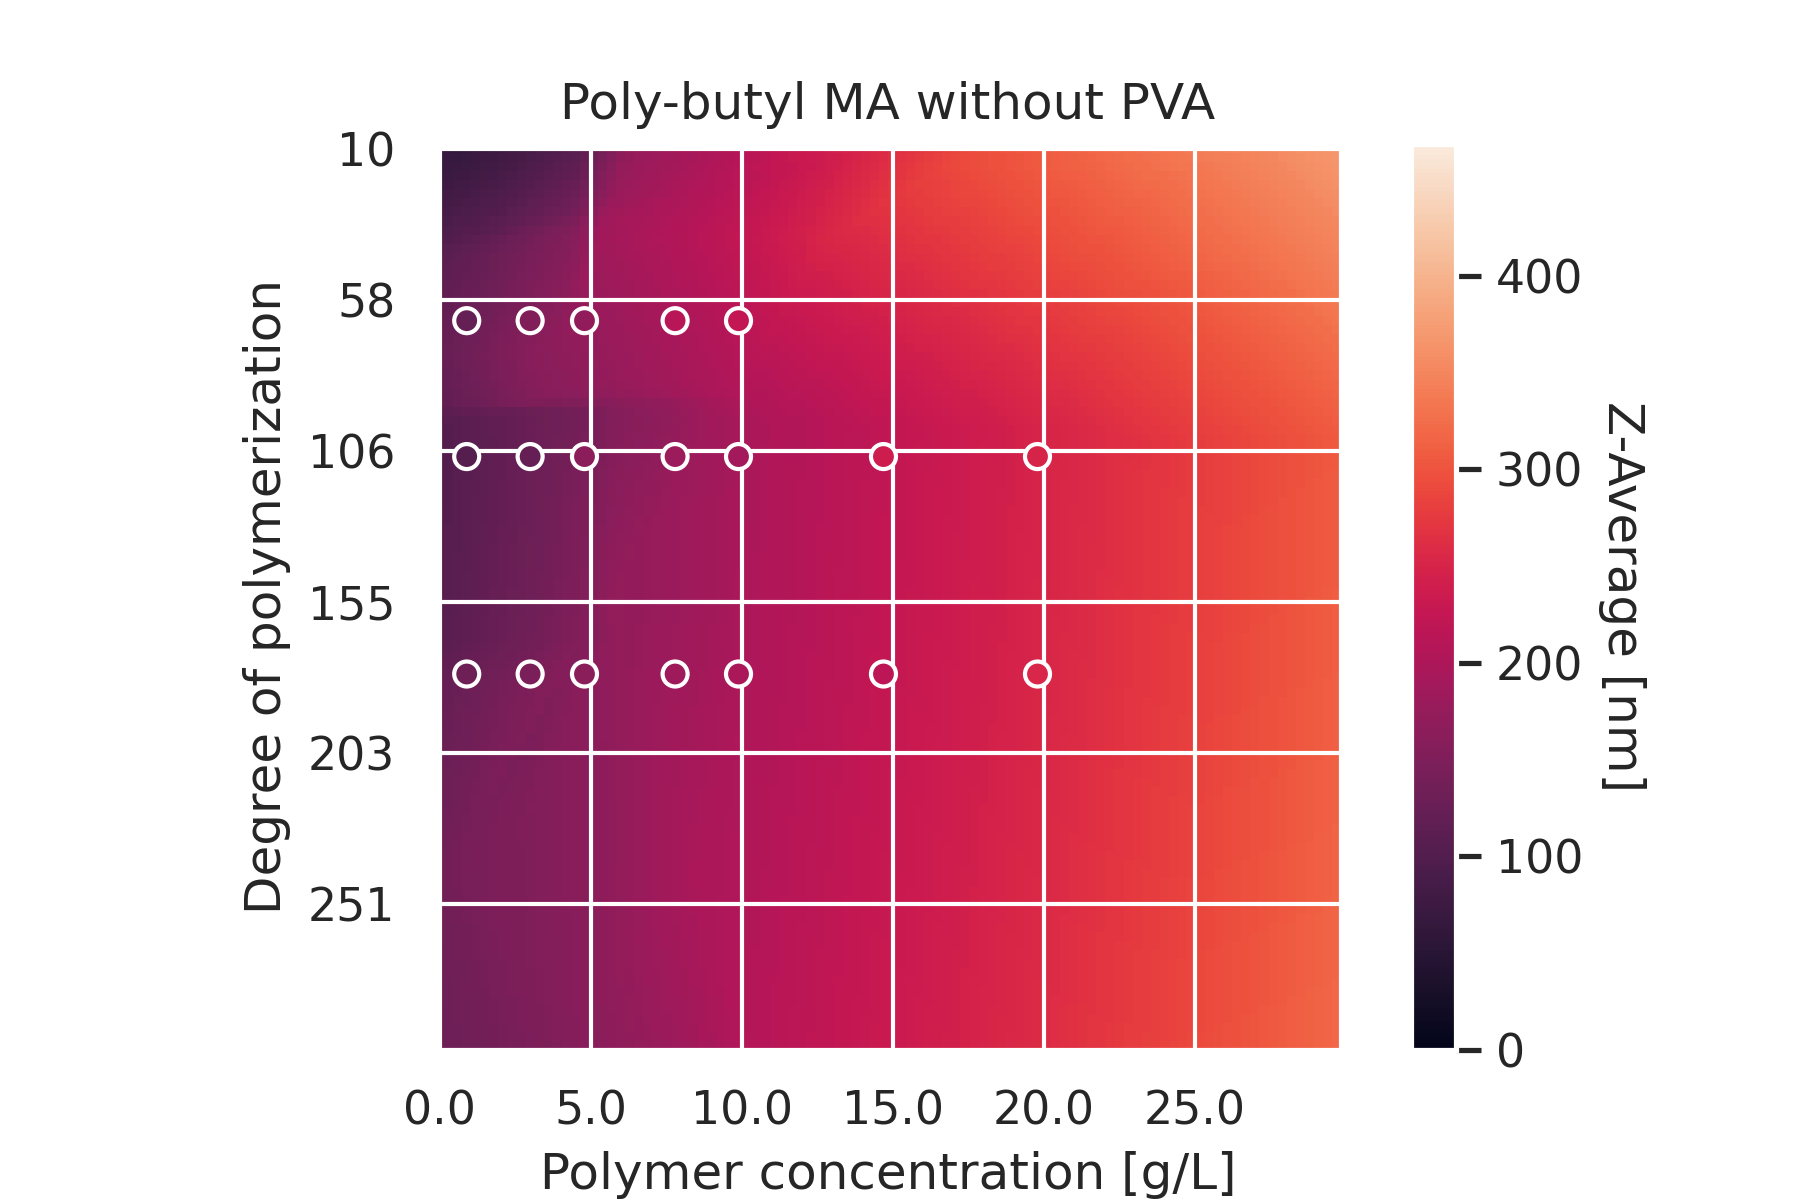 Poly-butyl MA without PVA
10
58
106
155
203
251
Degree of polymerization
0.0 5.0 10.0 15.0 20.0 25.0
Polymer concentration [g/L]
400
300
200
100
0
Z-Average [nm]